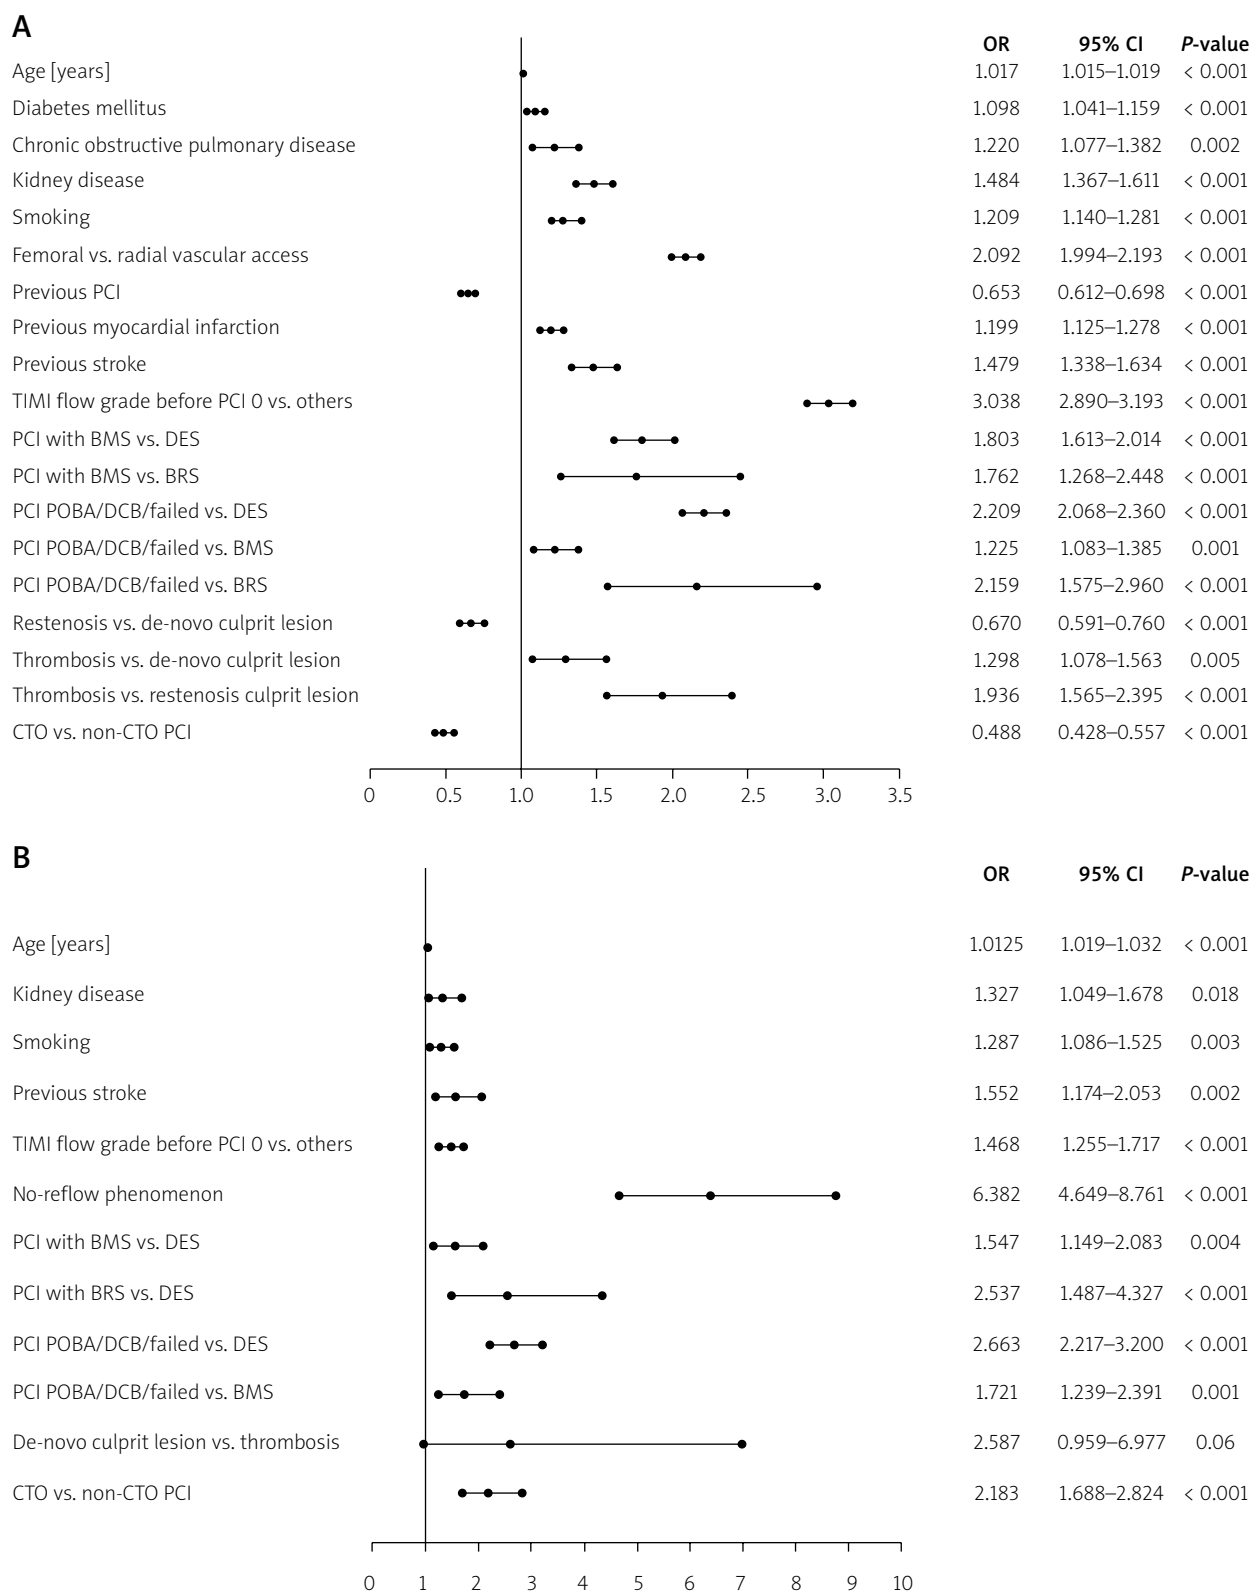 A
OR 95% CI P-value
Age [years] 1.017 1.015–1.019 < 0.001
Diabetes mellitus 1.098 1.041–1.159 < 0.001
Chronic obstructive pulmonary disease 1.220 1.077–1.382 0.002
Kidney disease 1.484 1.367–1.611 < 0.001
Smoking 1.209 1.140–1.281 < 0.001
Femoral vs. radial vascular access 2.092 1.994–2.193 < 0.001
Previous PCI 0.653 0.612–0.698 < 0.001
Previous myocardial infarction 1.199 1.125–1.278 < 0.001
Previous stroke 1.479 1.338–1.634 < 0.001
TIMI flow grade before PCI 0 vs. others 3.038 2.890–3.193 < 0.001
PCI with BMS vs. DES 1.803 1.613–2.014 < 0.001
PCI with BMS vs. BRS 1.762 1.268–2.448 < 0.001
PCI POBA/DCB/failed vs. DES 2.209 2.068–2.360 < 0.001
PCI POBA/DCB/failed vs. BMS 1.225 1.083–1.385 0.001
PCI POBA/DCB/failed vs. BRS 2.159 1.575–2.960 < 0.001
Restenosis vs. de-novo culprit lesion 0.670 0.591–0.760 < 0.001
Thrombosis vs. de-novo culprit lesion 1.298 1.078–1.563 0.005
Thrombosis vs. restenosis culprit lesion 1.936 1.565–2.395 < 0.001
CTO vs. non-CTO PCI 0.488 0.428–0.557 < 0.001
0 0.5 1.0 1.5 2.0 2.5 3.0 3.5
B
OR 95% CI P-value
Age [years] 1.0125 1.019–1.032 < 0.001
Kidney disease 1.327 1.049–1.678 0.018
Smoking 1.287 1.086–1.525 0.003
Previous stroke 1.552 1.174–2.053 0.002
TIMI flow grade before PCI 0 vs. others 1.468 1.255–1.717 < 0.001
No-reflow phenomenon 6.382 4.649–8.761 < 0.001
PCI with BMS vs. DES 1.547 1.149–2.083 0.004
PCI with BRS vs. DES 2.537 1.487–4.327 < 0.001
PCI POBA/DCB/failed vs. DES 2.663 2.217–3.200 < 0.001
PCI POBA/DCB/failed vs. BMS 1.721 1.239–2.391 0.001
De-novo culprit lesion vs. thrombosis 2.587 0.959–6.977 0.06
CTO vs. non-CTO PCI 2.183 1.688–2.824 < 0.001
0 1 2 3 4 5 6 7 8 9 10